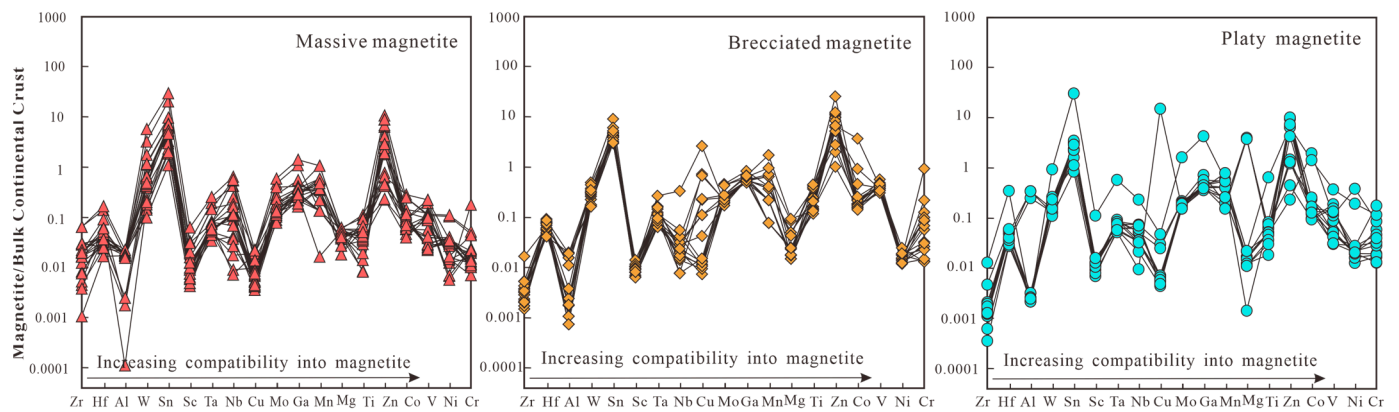 Magnetite/Bulk Continental Crust
1000
100
10
1
0.1
0.01
0.001
0.0001
Massive magnetite
Increasing compatibility into magnetite
Zr Hf Al W Sn Sc Ta Nb Cu Mo Ga Mn Mg Ti Zn Co V Ni Cr
1000
100
10
1
0.1
0.01
0.001
0.0001
Brecciated magnetite
Increasing compatibility into magnetite
Zr Hf Al W Sn Sc Ta Nb Cu Mo Ga Mn Mg Ti Zn Co V Ni Cr
1000
100
10
1
0.1
0.01
0.001
0.0001
Platy magnetite
Increasing compatibility into magnetite
Zr Hf Al W Sn Sc Ta Nb Cu Mo Ga Mn Mg Ti Zn Co V Ni Cr